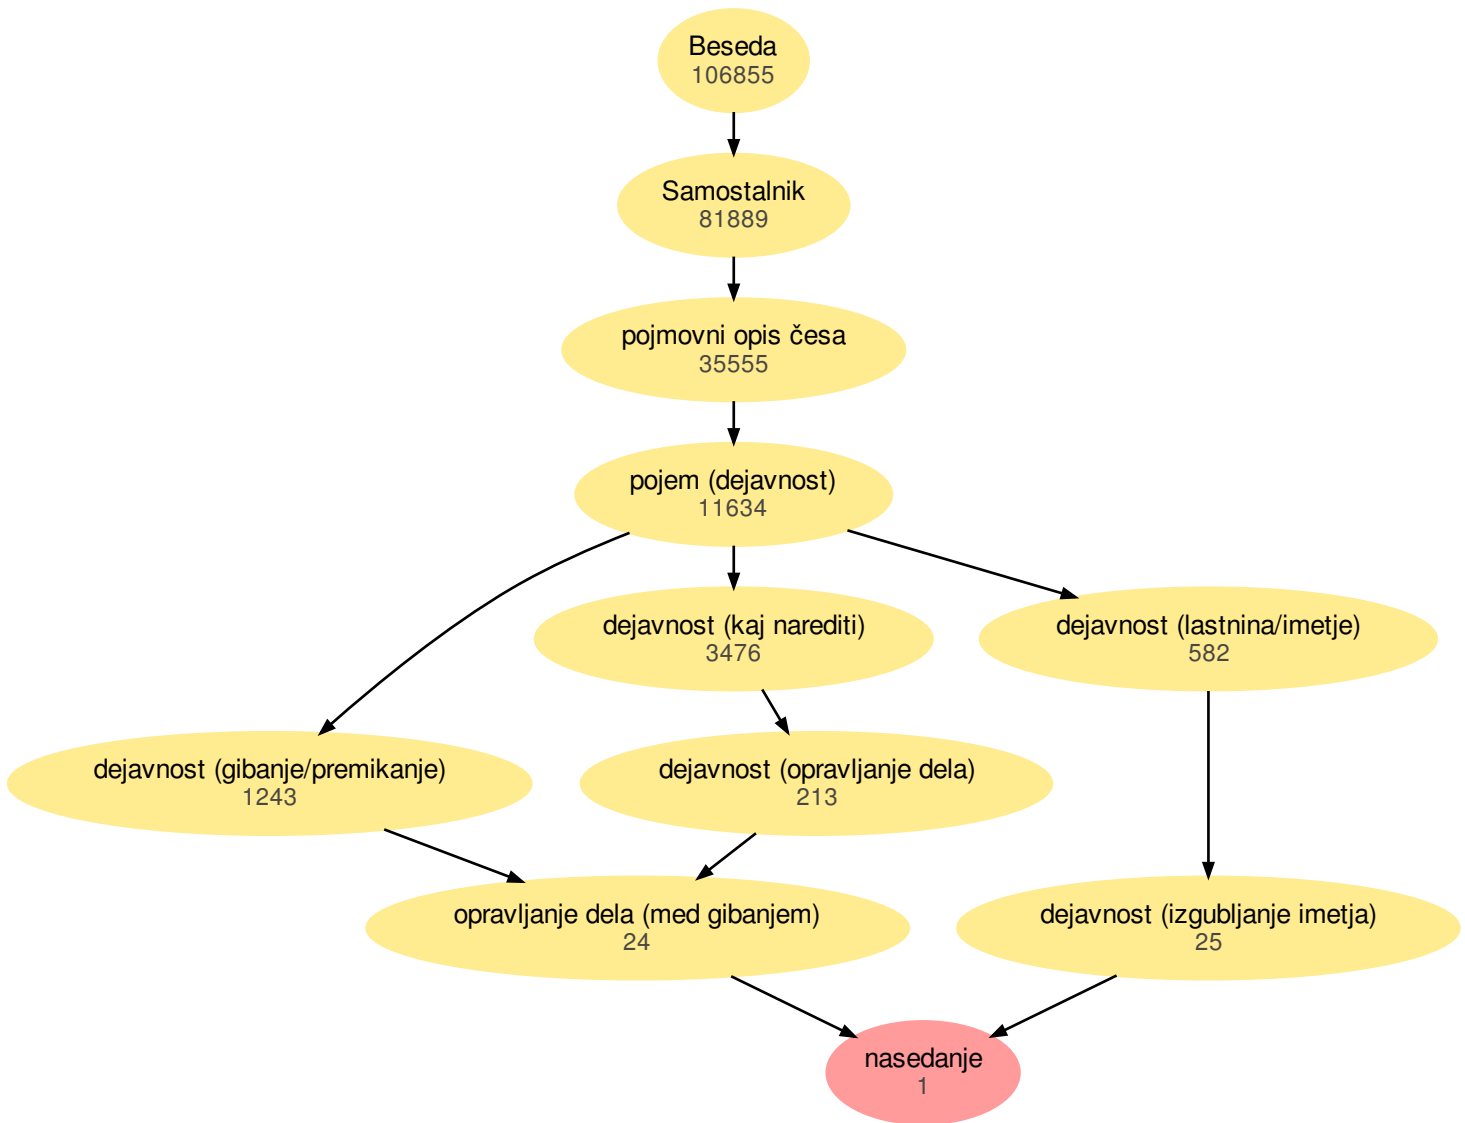 Beseda
106855
Samostalnik
81889
pojmovni opis česa
35555
pojem (dejavnost)
11634
dejavnost (kaj narediti)
3476
dejavnost (lastnina/imetje)
582
dejavnost (gibanje/premikanje)
1243
dejavnost (opravljanje dela)
213
opravljanje dela (med gibanjem)
24
dejavnost (izgubljanje imetja)
25
nasedanje
1